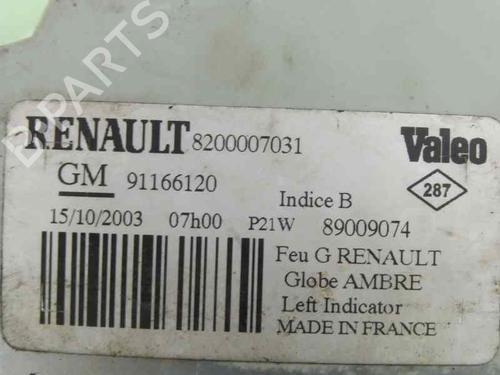 B-PARTS
RENAULT 8200007031 Valeo
GM 91166120 Indice B 287
15/10/2003 07h00 P21W 89009074
Feu G RENAULT
Globe AMBRE
Left Indicator
MADE IN FRANCE